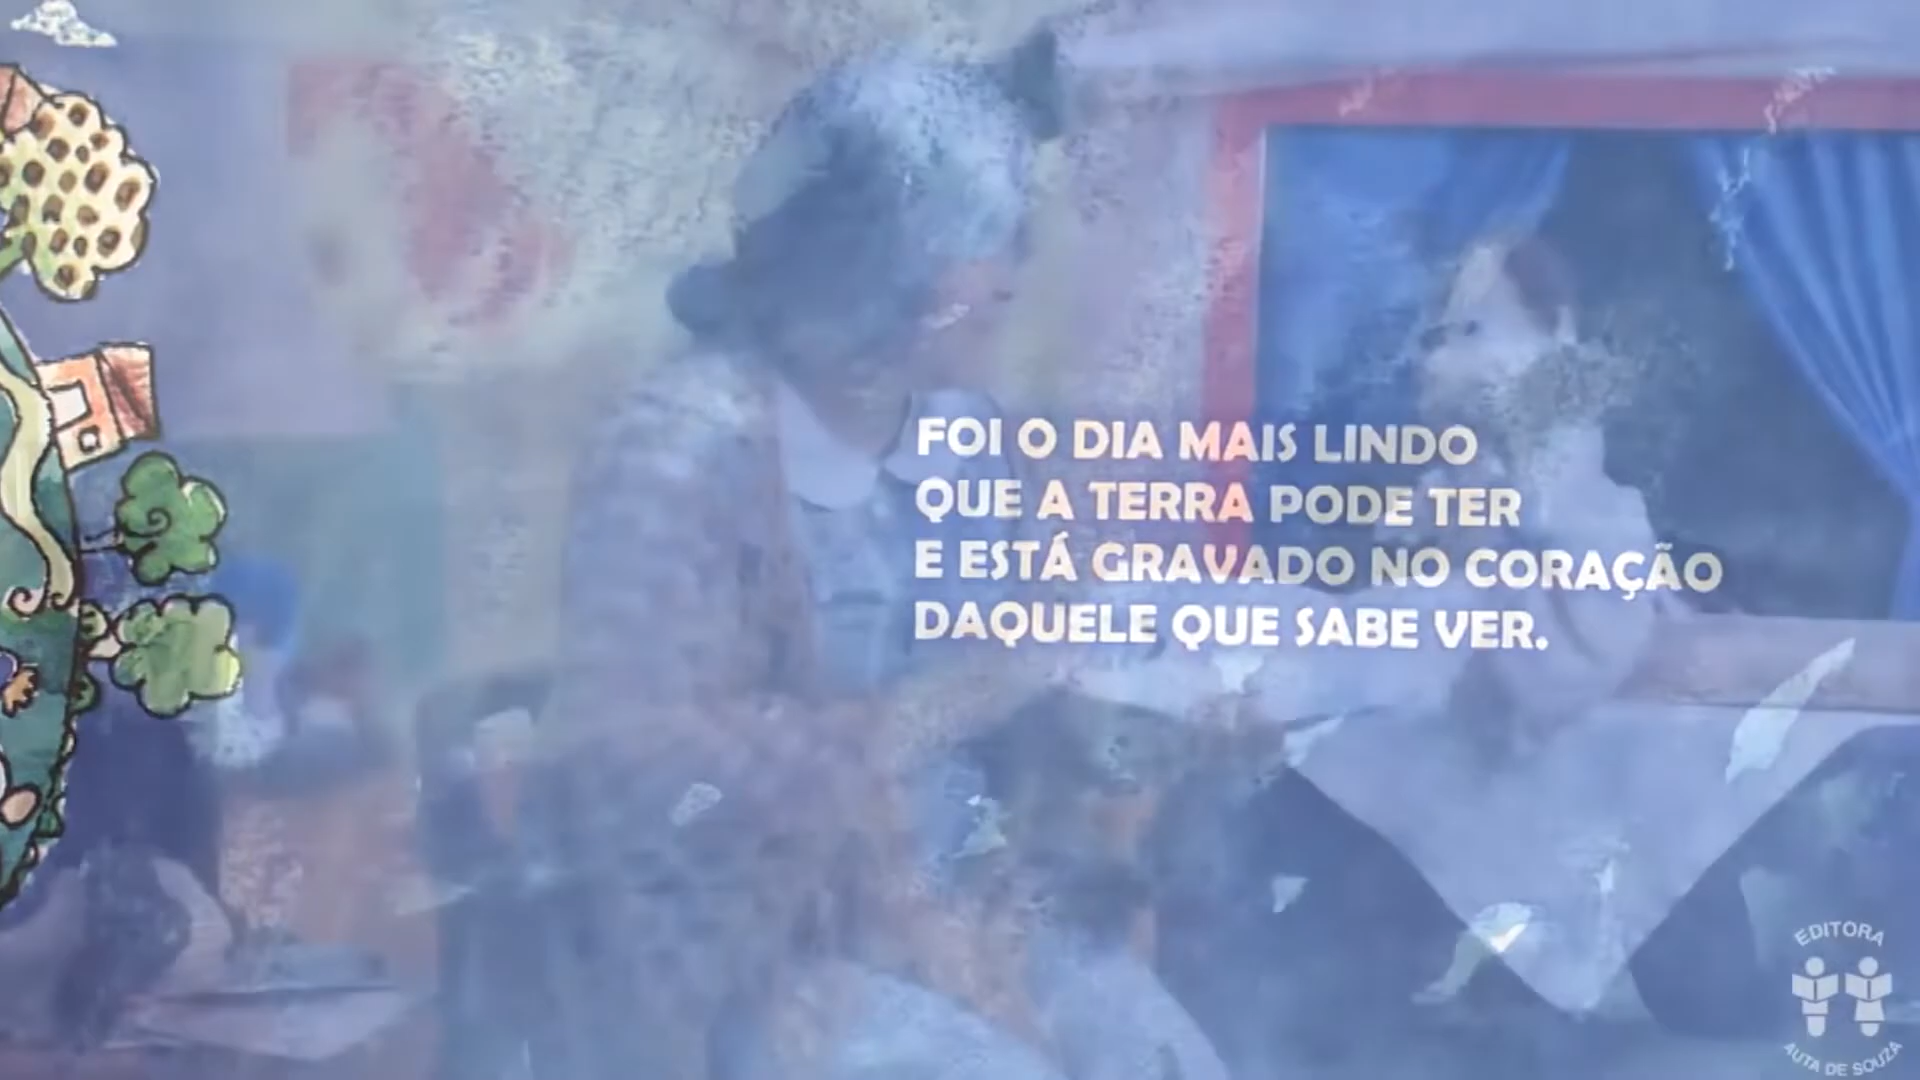 FOI O DIA MAIS LINDO
QUE A TERRA PODE TER
E ESTÁ GRAVADO NO CORAÇÃO
DAQUELE QUE SABE VER.
EDITORA
AUTA DE SOUZA